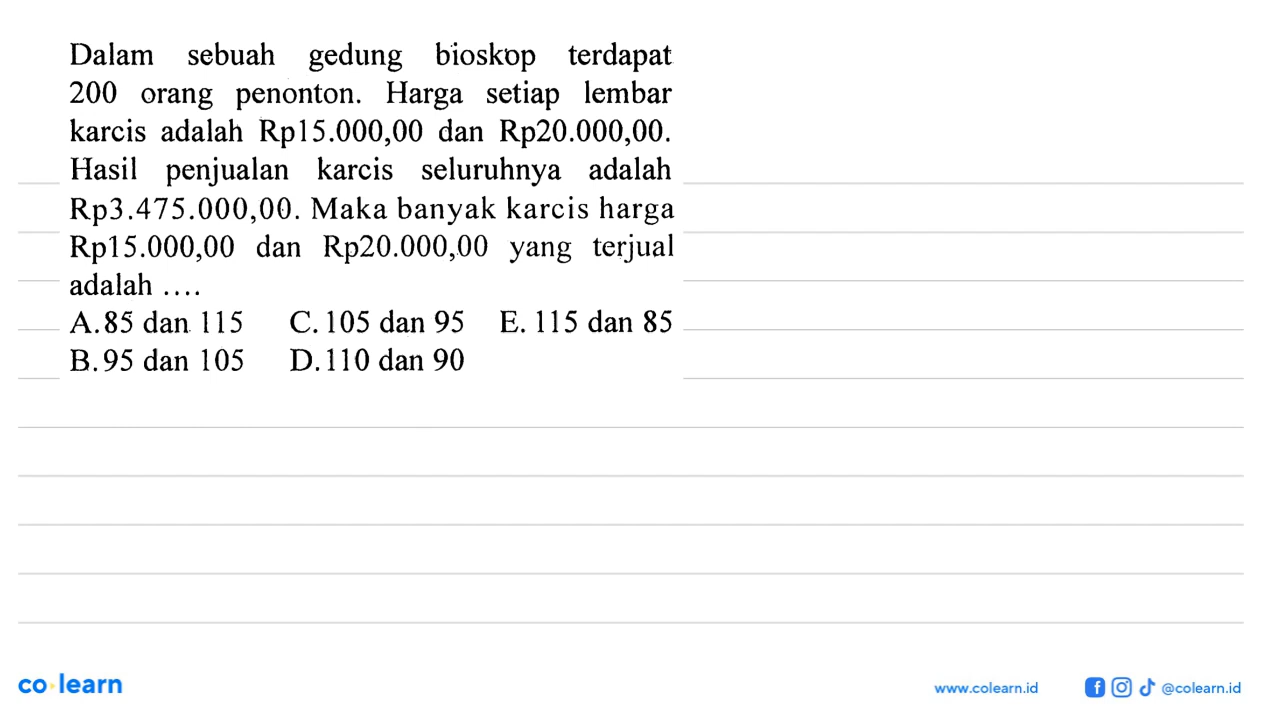 Dalam sebuah gedung bioskop terdapat
200 orang penonton. Harga setiap lembar
karcis adalah Rp15.000,00 dan Rp20.000,00.
Hasil penjualan karcis seluruhnya adalah
Rp3.475.000,00. Maka banyak karcis harga
Rp15.000,00 dan Rp20.000,00 yang terjual
adalah ....
A. 85 dan 115 C. 105 dan 95 E. 115 dan 85
B. 95 dan 105 D. 110 dan 90
co learn www.colearn.id @colearn.id